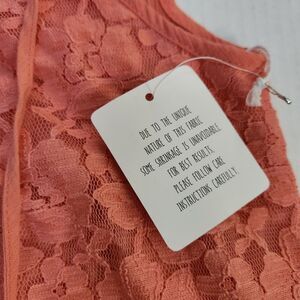 DUE TO THE UNIQUE
NATURE OF THIS FABRIC
SOME SHRINKAGE IS UNAVOIDABLE
FOR BEST RESULTS,
PLEASE FOLLOW CARE
INSTRUCTIONS CAREFULLY